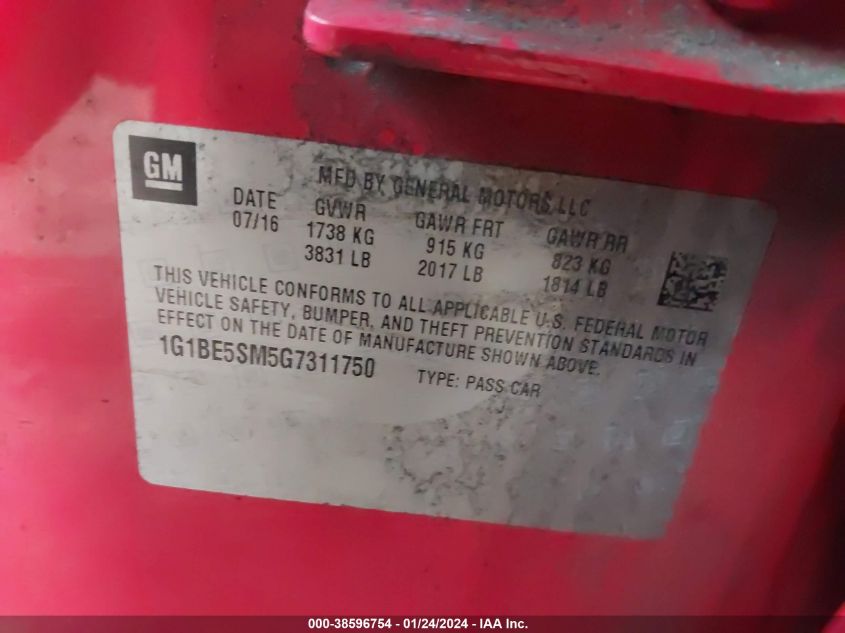 GM
MFD BY GENERAL MOTORS LLC
DATE GVWR GAWR FRT GAWR RR
07/16 1738 KG 915 KG 823 KG
3831 LB 2017 LB 1814 LB
THIS VEHICLE CONFORMS TO ALL APPLICABLE U.S. FEDERAL MOTOR
VEHICLE SAFETY, BUMPER, AND THEFT PREVENTION STANDARDS IN
EFFECT ON THE DATE OF MANUFACTURE SHOWN ABOVE.
1G1BE5SM5G7311750 TYPE: PASS CAR
000-38596754 - 01/24/2024 - IAA Inc.